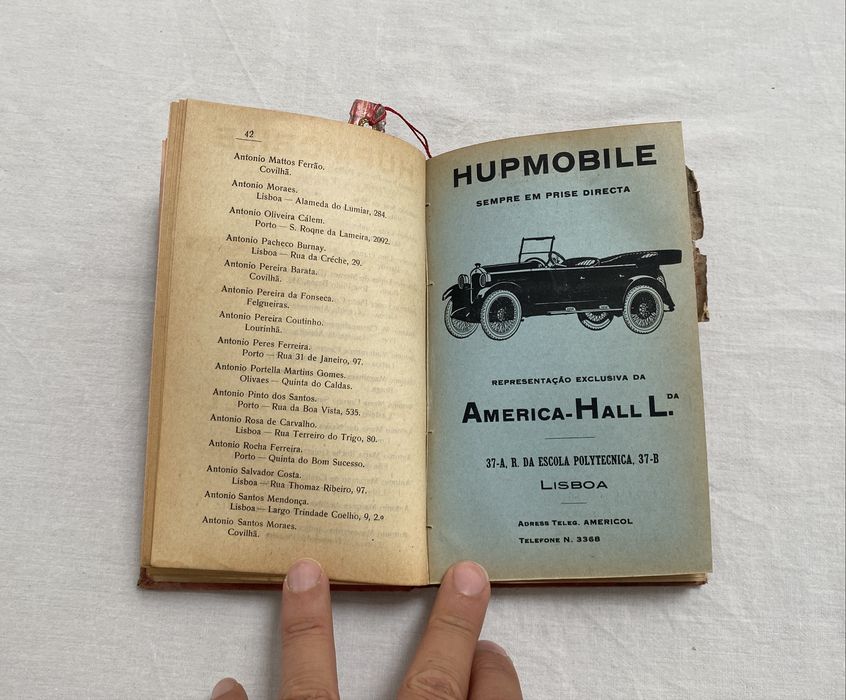 42
Antonio Mattos Ferrão.
Covilhã.
Antonio Moraes.
Lisboa — Alameda do Lumiar, 284.
Antonio Oliveira Cálem.
Porto — S. Roqne da Lameira, 2092.
Antonio Pacheco Burnay.
Lisboa — Rua da Créche, 29.
Antonio Pereira Barata.
Covilhã.
Antonio Pereira da Fonseca.
Felgueiras.
Antonio Pereira Coutinho.
Lourinhã.
Antonio Peres Ferreira.
Porto — Rua 31 de Janeiro, 97.
Antonio Portella Martins Gomes.
Olivaes — Quinta do Caldas.
Antonio Pinto dos Santos.
Porto — Rua da Boa Vista, 535.
Antonio Rosa de Carvalho.
Lisboa — Rua Terreiro do Trigo, 80.
Antonio Rocha Ferreira.
Porto — Quinta do Bom Sucesso.
Antonio Salvador Costa.
Lisboa — Rua Thomaz Ribeiro, 97.
Antonio Santos Mendonça.
Lisboa — Largo Trindade Coelho, 9, 2.º
Antonio Santos Moraes.
Covilhã.
HUPMOBILE
SEMPRE EM PRISE DIRECTA
REPRESENTAÇÃO EXCLUSIVA DA
AMERICA-HALL L.DA
37-A, R. DA ESCOLA POLYTECNICA, 37-B
LISBOA
ADRESS TELEG. AMERICOL
TELEFONE N. 3368